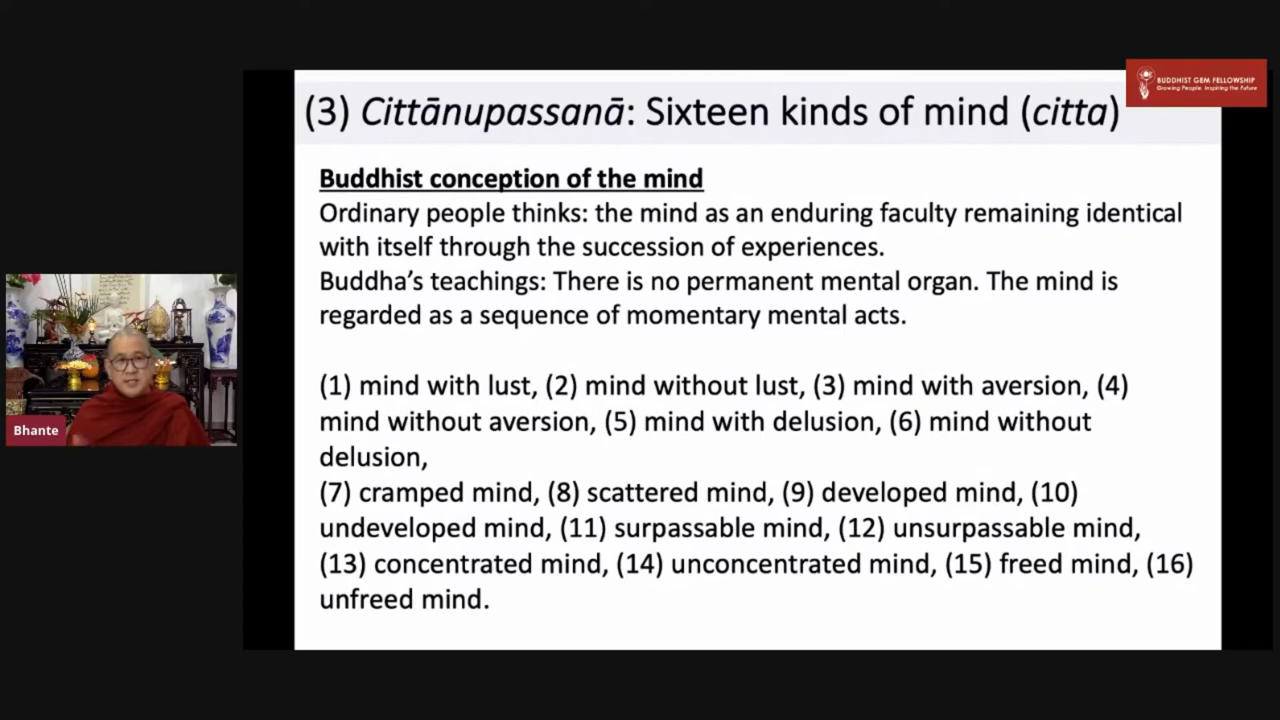 BUDDHIST GEM FELLOWSHIP
Growing People. Inspiring the Future
(3) Cittānupassanā: Sixteen kinds of mind (citta)
Buddhist conception of the mind
Ordinary people thinks: the mind as an enduring faculty remaining identical
with itself through the succession of experiences.
Buddha’s teachings: There is no permanent mental organ. The mind is
regarded as a sequence of momentary mental acts.
(1) mind with lust, (2) mind without lust, (3) mind with aversion, (4)
mind without aversion, (5) mind with delusion, (6) mind without
delusion,
(7) cramped mind, (8) scattered mind, (9) developed mind, (10)
undeveloped mind, (11) surpassable mind, (12) unsurpassable mind,
(13) concentrated mind, (14) unconcentrated mind, (15) freed mind, (16)
unfreed mind.
Bhante